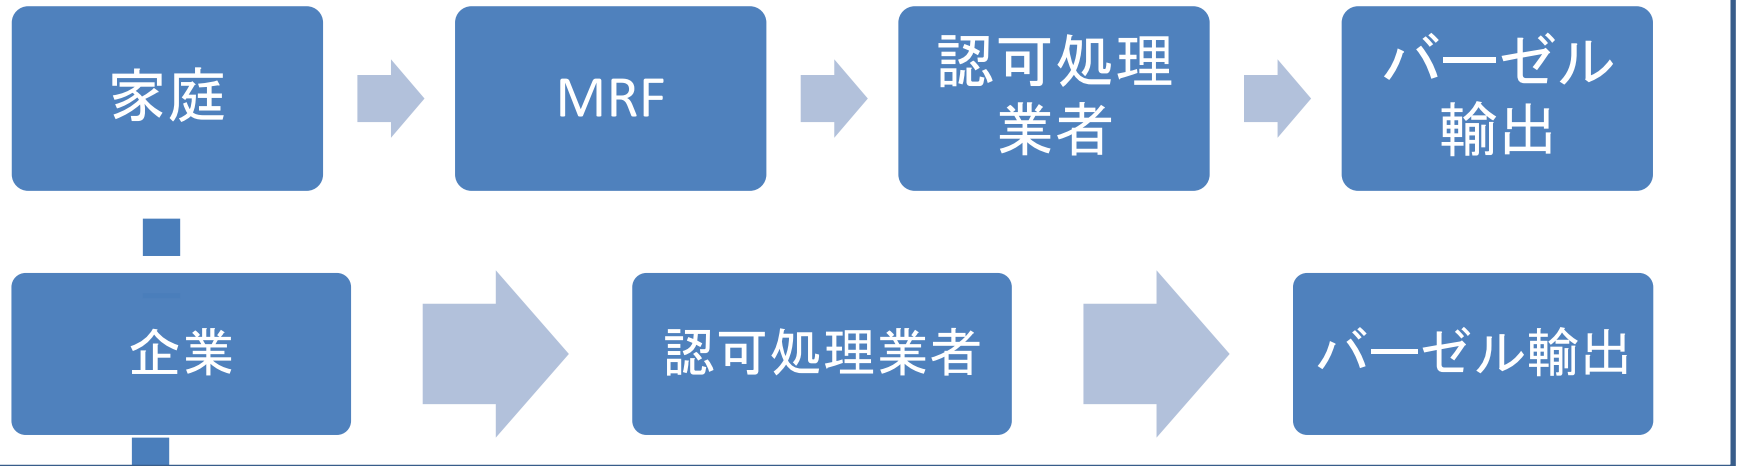 家庭
MRF
認可処理
業者
バーゼル
輸出
企業
認可処理業者
バーゼル輸出